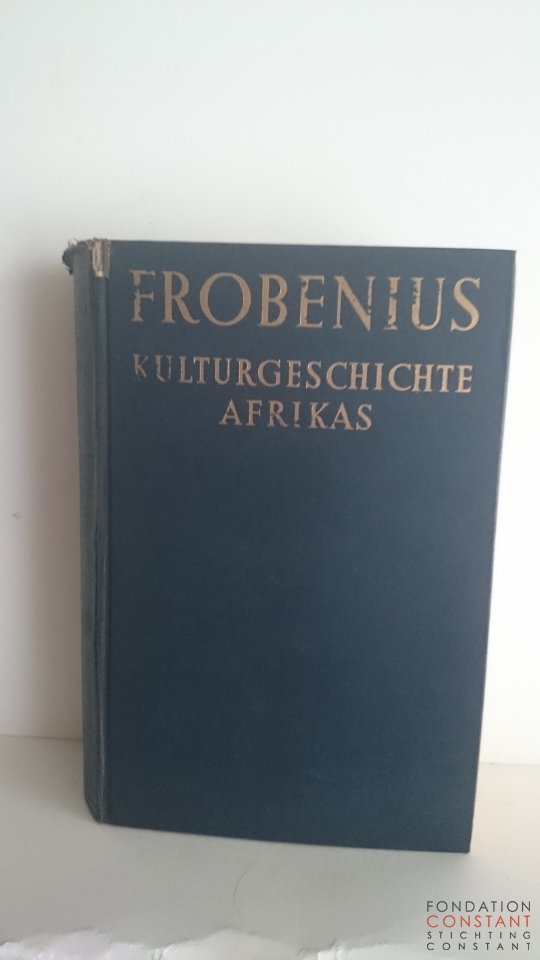 FROBENIUS
KULTURGESCHICHTE
AFRIKAS
FONDATION
CONSTANT
STICHTING
CONSTANT